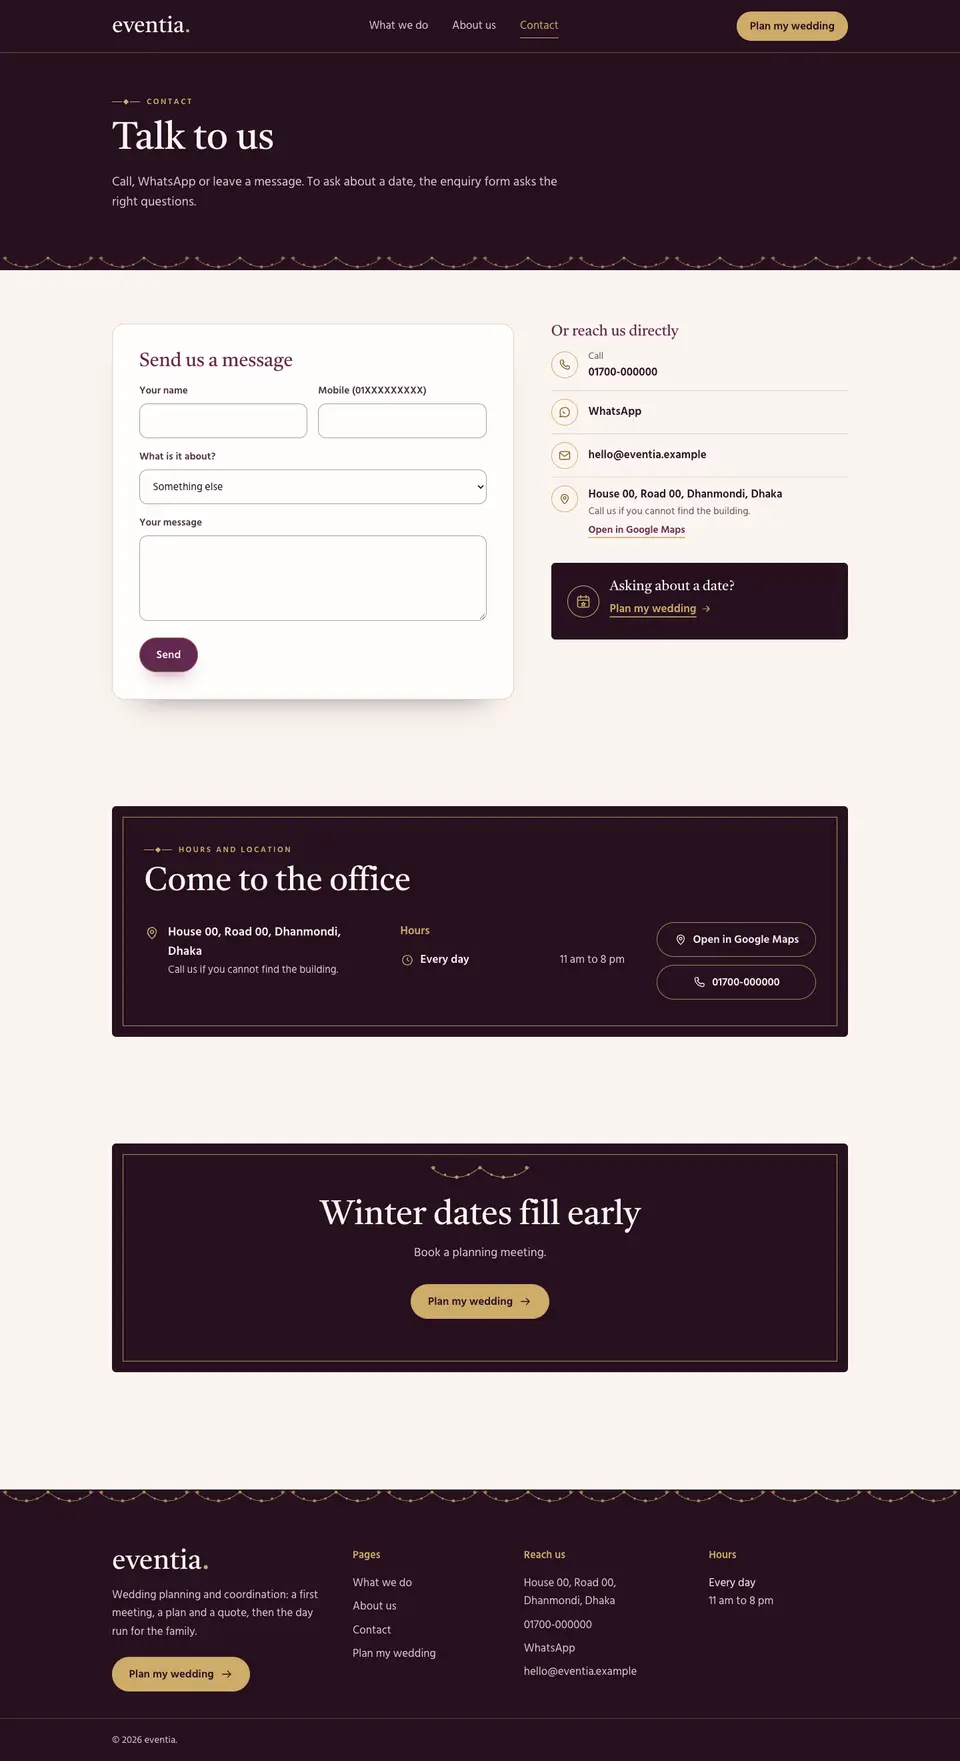 eventia.
What we do
About us
Contact
Plan my wedding
CONTACT
Talk to us
Call, WhatsApp or leave a message. To ask about a date, the enquiry form asks the
right questions.
Send us a message
Your name
Mobile (01XXXXXXXXX)
What is it about?
Something else
Your message
Send
Or reach us directly
Call
01700-000000
WhatsApp
hello@eventia.example
House 00, Road 00, Dhanmondi, Dhaka
Call us if you cannot find the building.
Open in Google Maps
Asking about a date?
Plan my wedding →
HOURS AND LOCATION
Come to the office
House 00, Road 00, Dhanmondi,
Dhaka
Call us if you cannot find the building.
Hours
Every day
11 am to 8 pm
Open in Google Maps
01700-000000
Winter dates fill early
Book a planning meeting.
Plan my wedding →
eventia.
Wedding planning and coordination: a first
meeting, a plan and a quote, then the day
run for the family.
Plan my wedding →
Pages
What we do
About us
Contact
Plan my wedding
Reach us
House 00, Road 00,
Dhanmondi, Dhaka
01700-000000
WhatsApp
hello@eventia.example
Hours
Every day
11 am to 8 pm
© 2026 eventia.